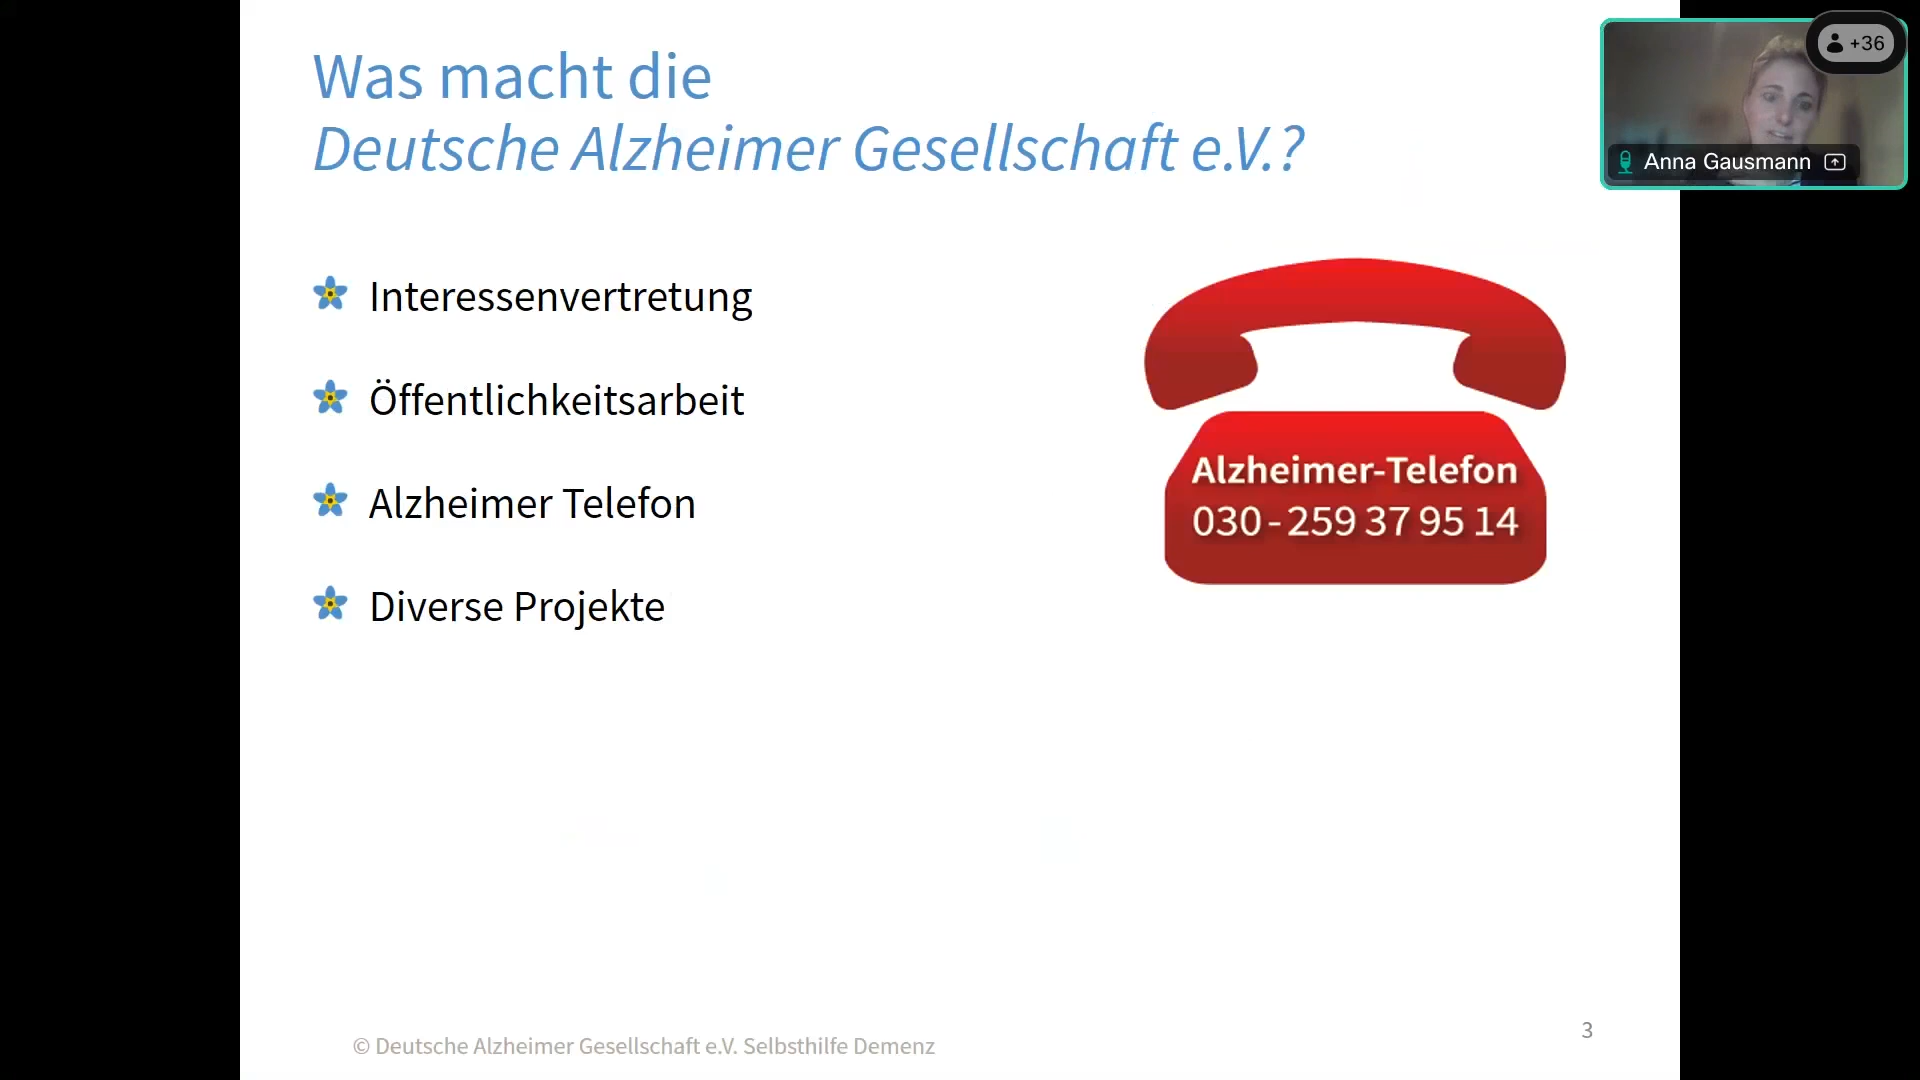 Was macht die
Deutsche Alzheimer Gesellschaft e.V.?
+36
Anna Gausmann
Interessenvertretung
Öffentlichkeitsarbeit
Alzheimer Telefon
Diverse Projekte
Alzheimer-Telefon
030 - 259 37 95 14
© Deutsche Alzheimer Gesellschaft e.V. Selbsthilfe Demenz
3